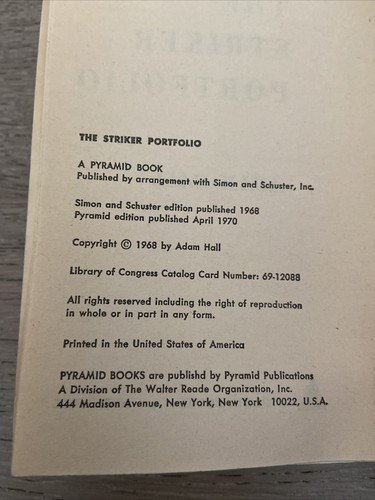 THE STRIKER PORTFOLIO
A PYRAMID BOOK
Published by arrangement with Simon and Schuster, Inc.
Simon and Schuster edition published 1968
Pyramid edition published April 1970
Copyright © 1968 by Adam Hall
Library of Congress Catalog Card Number: 69-12088
All rights reserved including the right of reproduction
in whole or in part in any form.
Printed in the United States of America
PYRAMID BOOKS are publishd by Pyramid Publications
A Division of The Walter Reade Organization, Inc.
444 Madison Avenue, New York, New York 10022, U.S.A.